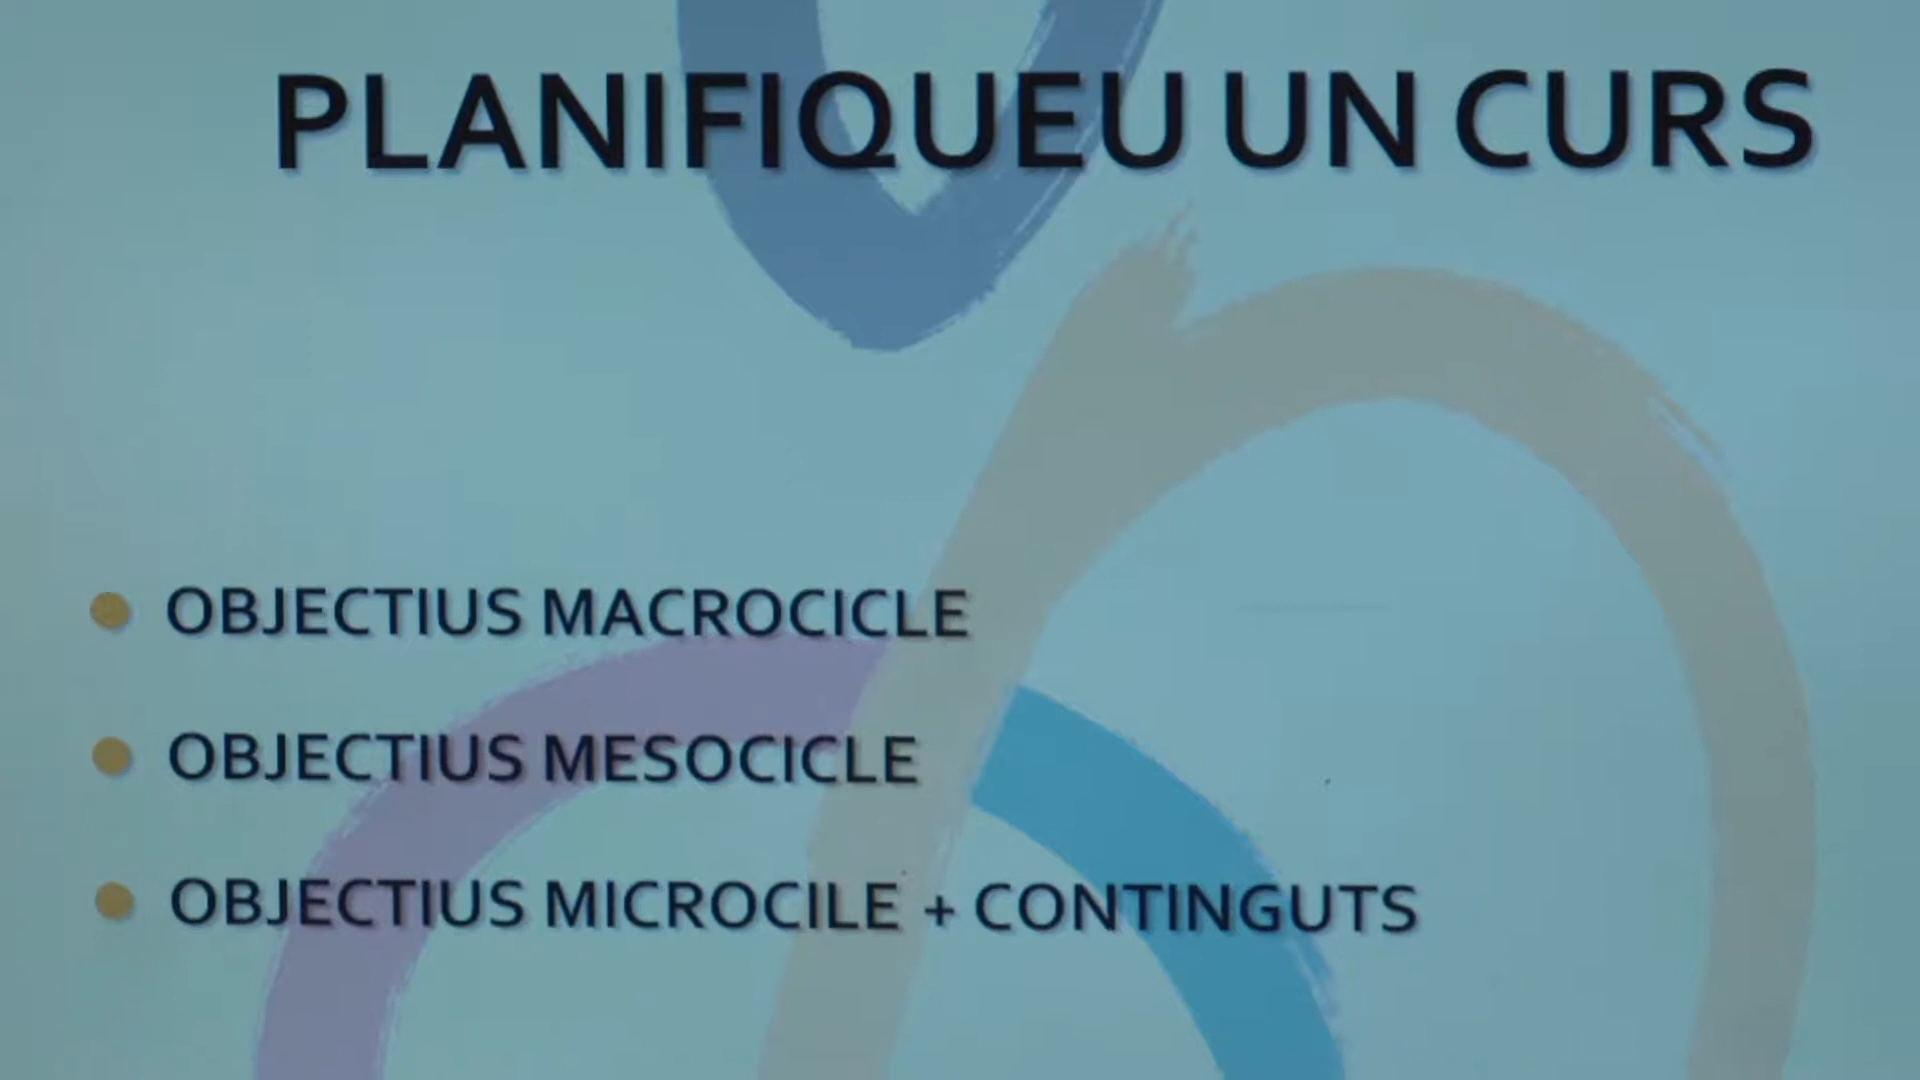 PLANIFIQUEU UN CURS
OBJECTIUS MACROCICLE
OBJECTIUS MESOCICLE
OBJECTIUS MICROCILE + CONTINGUTS